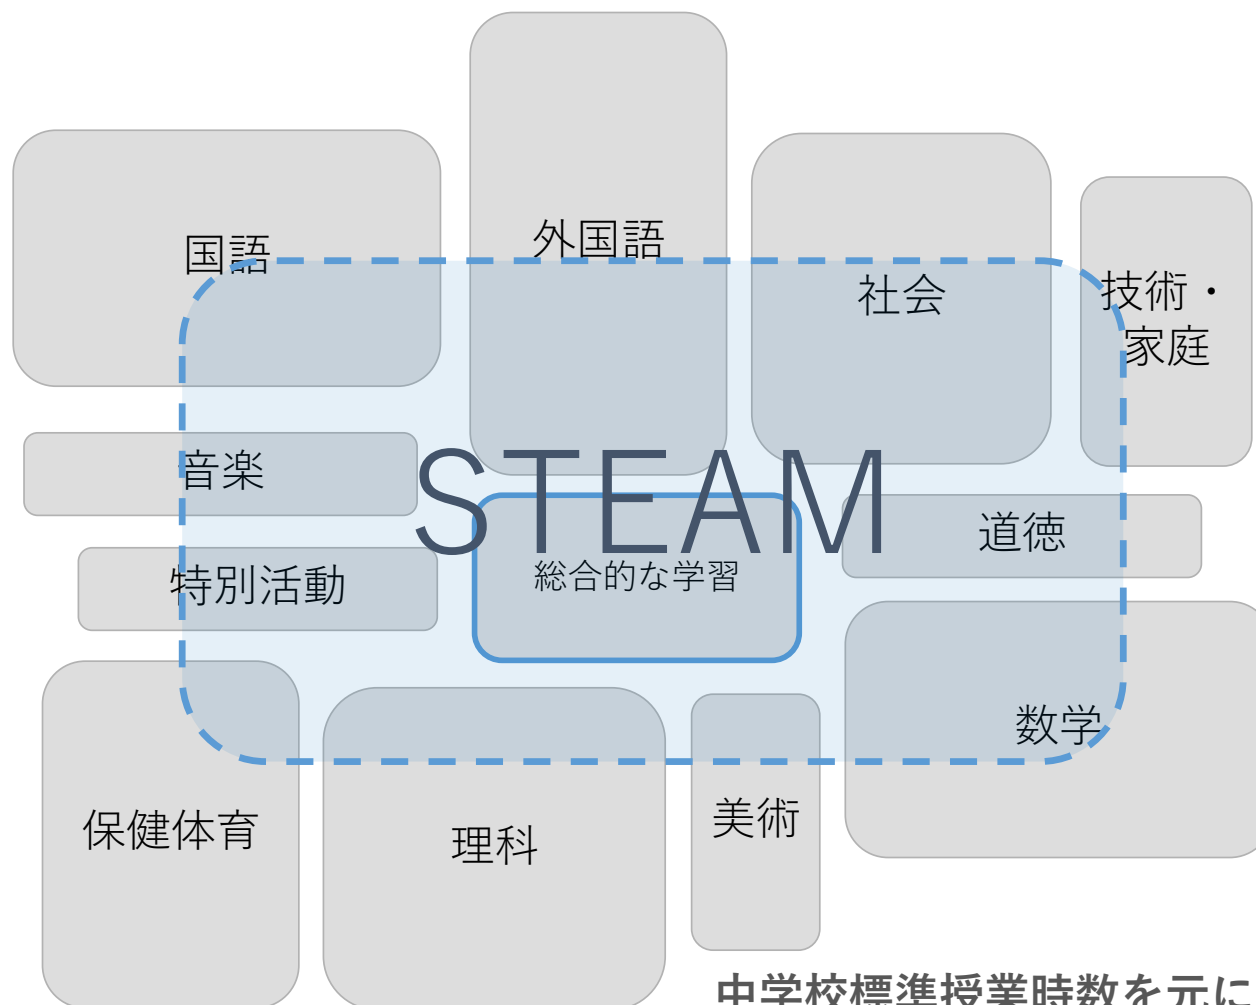 国語
外国語
社会
技術・
家庭
音楽
STEAM
道徳
総合的な学習
特別活動
数学
保健体育
理科
美術
中学校標準授業時数を元に